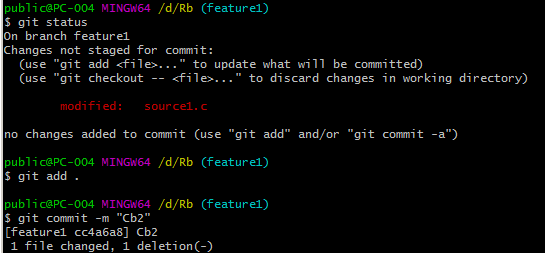 public@PC-004 MINGW64 /d/Rb (feature1)
$ git status
On branch feature1
Changes not staged for commit:
  (use "git add <file>..." to update what will be committed)
  (use "git checkout -- <file>..." to discard changes in working directory)

        modified:   source1.c

no changes added to commit (use "git add" and/or "git commit -a")

public@PC-004 MINGW64 /d/Rb (feature1)
$ git add .

public@PC-004 MINGW64 /d/Rb (feature1)
$ git commit -m "Cb2"
[feature1 cc4a6a8] Cb2
 1 file changed, 1 deletion(-)